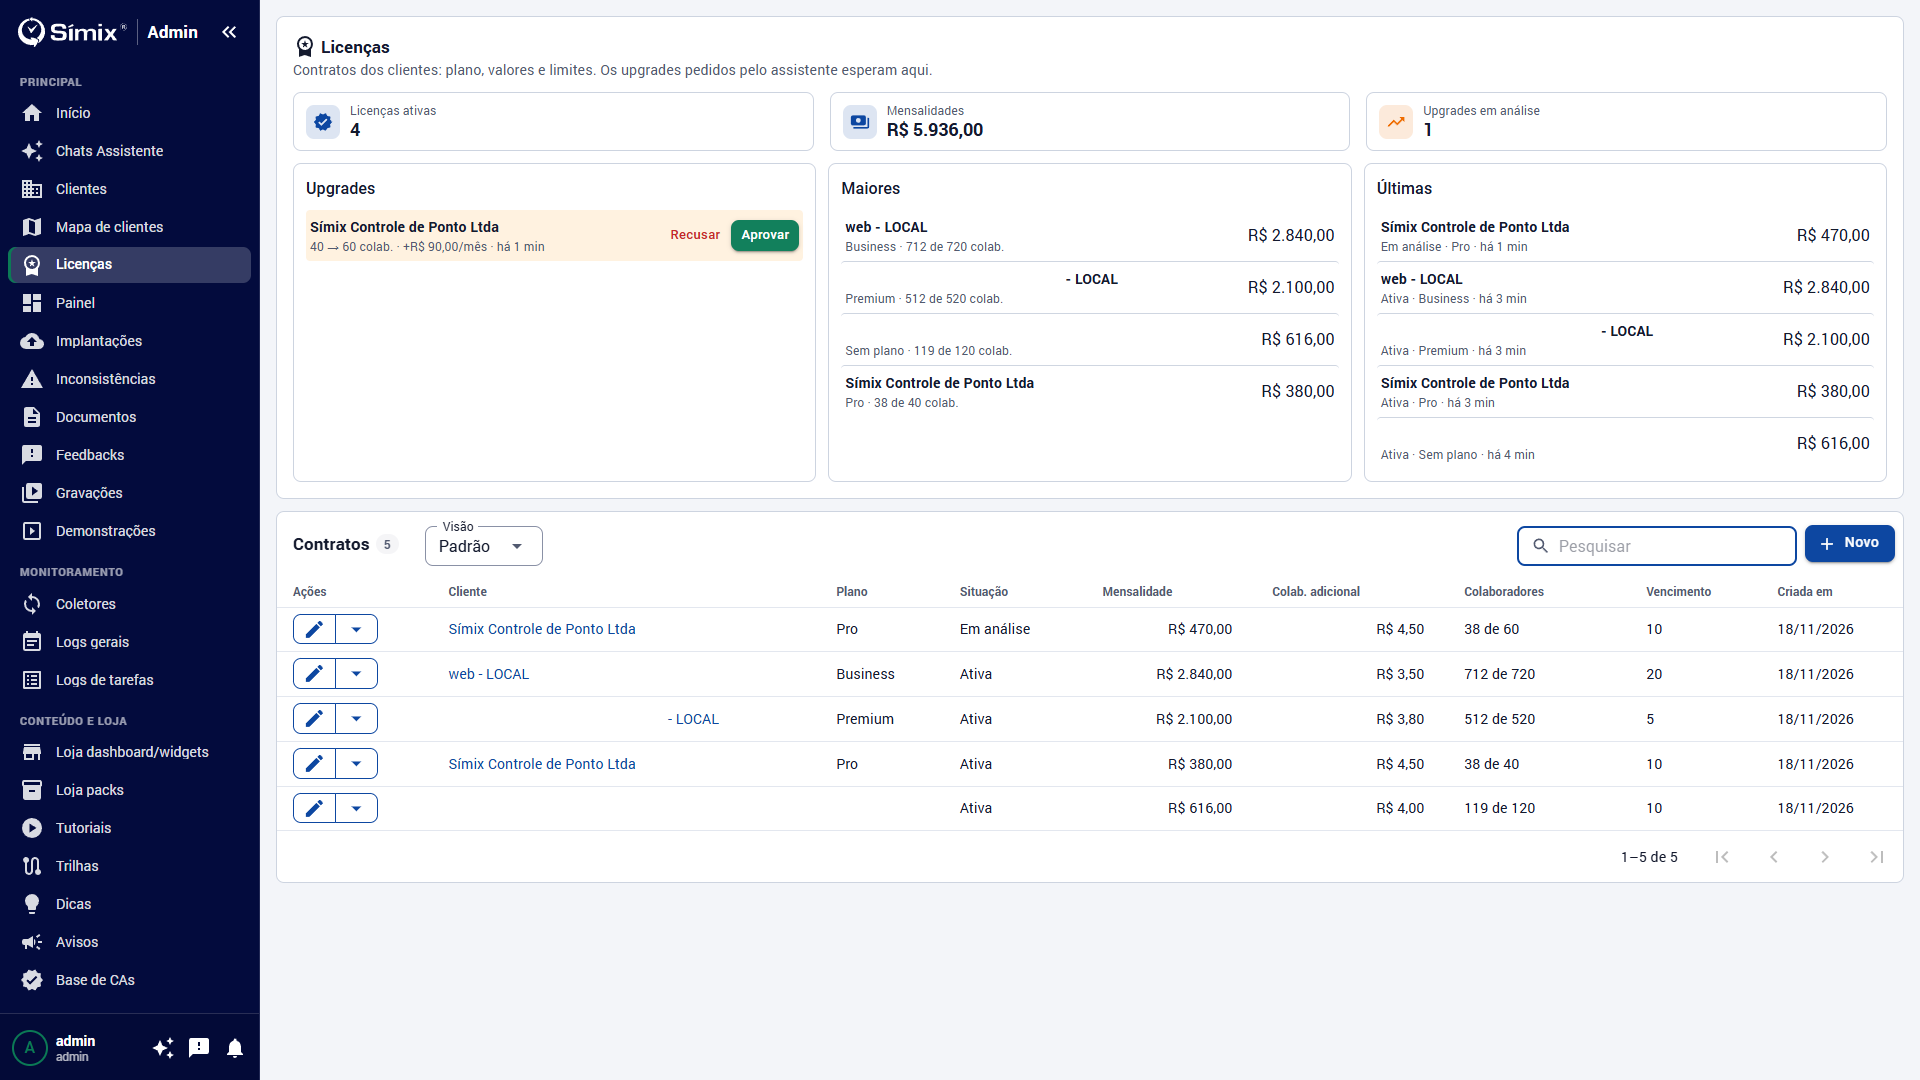 Símix® Admin
PRINCIPAL
Início
Chats Assistente
Clientes
Mapa de clientes
Licenças
Painel
Implantações
Inconsistências
Documentos
Feedbacks
Gravações
Demonstrações
MONITORAMENTO
Coletores
Logs gerais
Logs de tarefas
CONTEÚDO E LOJA
Loja dashboard/widgets
Loja packs
Tutoriais
Trilhas
Dicas
Avisos
Base de CAs
A
admin
admin
Licenças
Contratos dos clientes: plano, valores e limites. Os upgrades pedidos pelo assistente esperam aqui.
Licenças ativas
4
Mensalidades
R$ 5.936,00
Upgrades em análise
1
Upgrades
Símix Controle de Ponto Ltda
40 → 60 colab. · +R$ 90,00/mês · há 1 min
Recusar
Aprovar
Maiores
web - LOCAL
Business · 712 de 720 colab.
R$ 2.840,00
- LOCAL
Premium · 512 de 520 colab.
R$ 2.100,00
Sem plano · 119 de 120 colab.
R$ 616,00
Símix Controle de Ponto Ltda
Pro · 38 de 40 colab.
R$ 380,00
Últimas
Símix Controle de Ponto Ltda
Em análise · Pro · há 1 min
R$ 470,00
web - LOCAL
Ativa · Business · há 3 min
R$ 2.840,00
- LOCAL
Ativa · Premium · há 3 min
R$ 2.100,00
Símix Controle de Ponto Ltda
Ativa · Pro · há 3 min
R$ 380,00
Ativa · Sem plano · há 4 min
R$ 616,00
Contratos 5
Visão
Padrão
Pesquisar
+ Novo
Ações Cliente Plano Situação Mensalidade Colab. adicional Colaboradores Vencimento Criada em
Símix Controle de Ponto Ltda Pro Em análise R$ 470,00 R$ 4,50 38 de 60 10 18/11/2026
web - LOCAL Business Ativa R$ 2.840,00 R$ 3,50 712 de 720 20 18/11/2026
- LOCAL Premium Ativa R$ 2.100,00 R$ 3,80 512 de 520 5 18/11/2026
Símix Controle de Ponto Ltda Pro Ativa R$ 380,00 R$ 4,50 38 de 40 10 18/11/2026
Ativa R$ 616,00 R$ 4,00 119 de 120 10 18/11/2026
1–5 de 5